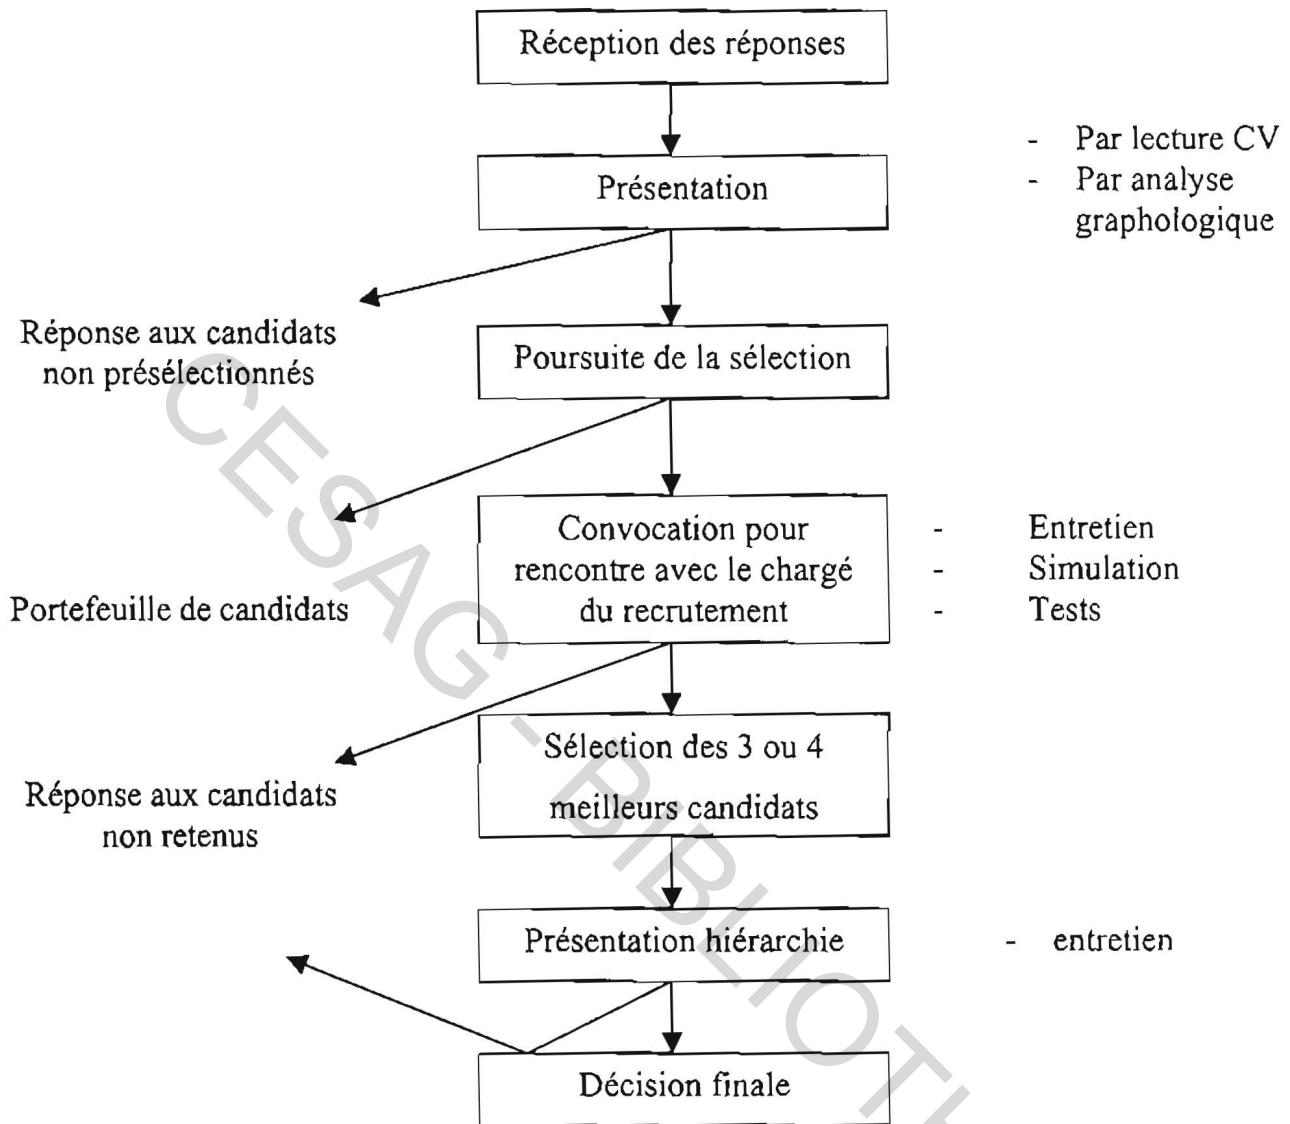 Réception des réponses
Présentation
- Par lecture CV
- Par analyse
graphologique
Réponse aux candidats
non présélectionnés
Poursuite de la sélection
Convocation pour
rencontre avec le chargé
du recrutement
- Entretien
- Simulation
- Tests
Portefeuille de candidats
Sélection des 3 ou 4
meilleurs candidats
Réponse aux candidats
non retenus
Présentation hiérarchie
- entretien
Décision finale
CESAG - BIBLIOTH